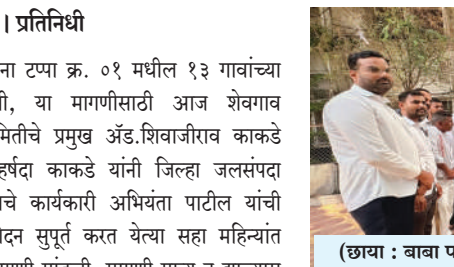 । प्रतिनिधी
ना टप्पा क्र. ०१ मधील १३ गावांच्या
ी, या मागणीसाठी आज शेवगाव
मितीचे प्रमुख ॲड.शिवाजीराव काकडे
हर्षदा काकडे यांनी जिल्हा जलसंपदा
ाचे कार्यकारी अभियंता पाटील यांची
दन सुपूर्त करत येत्या सहा महिन्यांत
(छाया : बाबा प